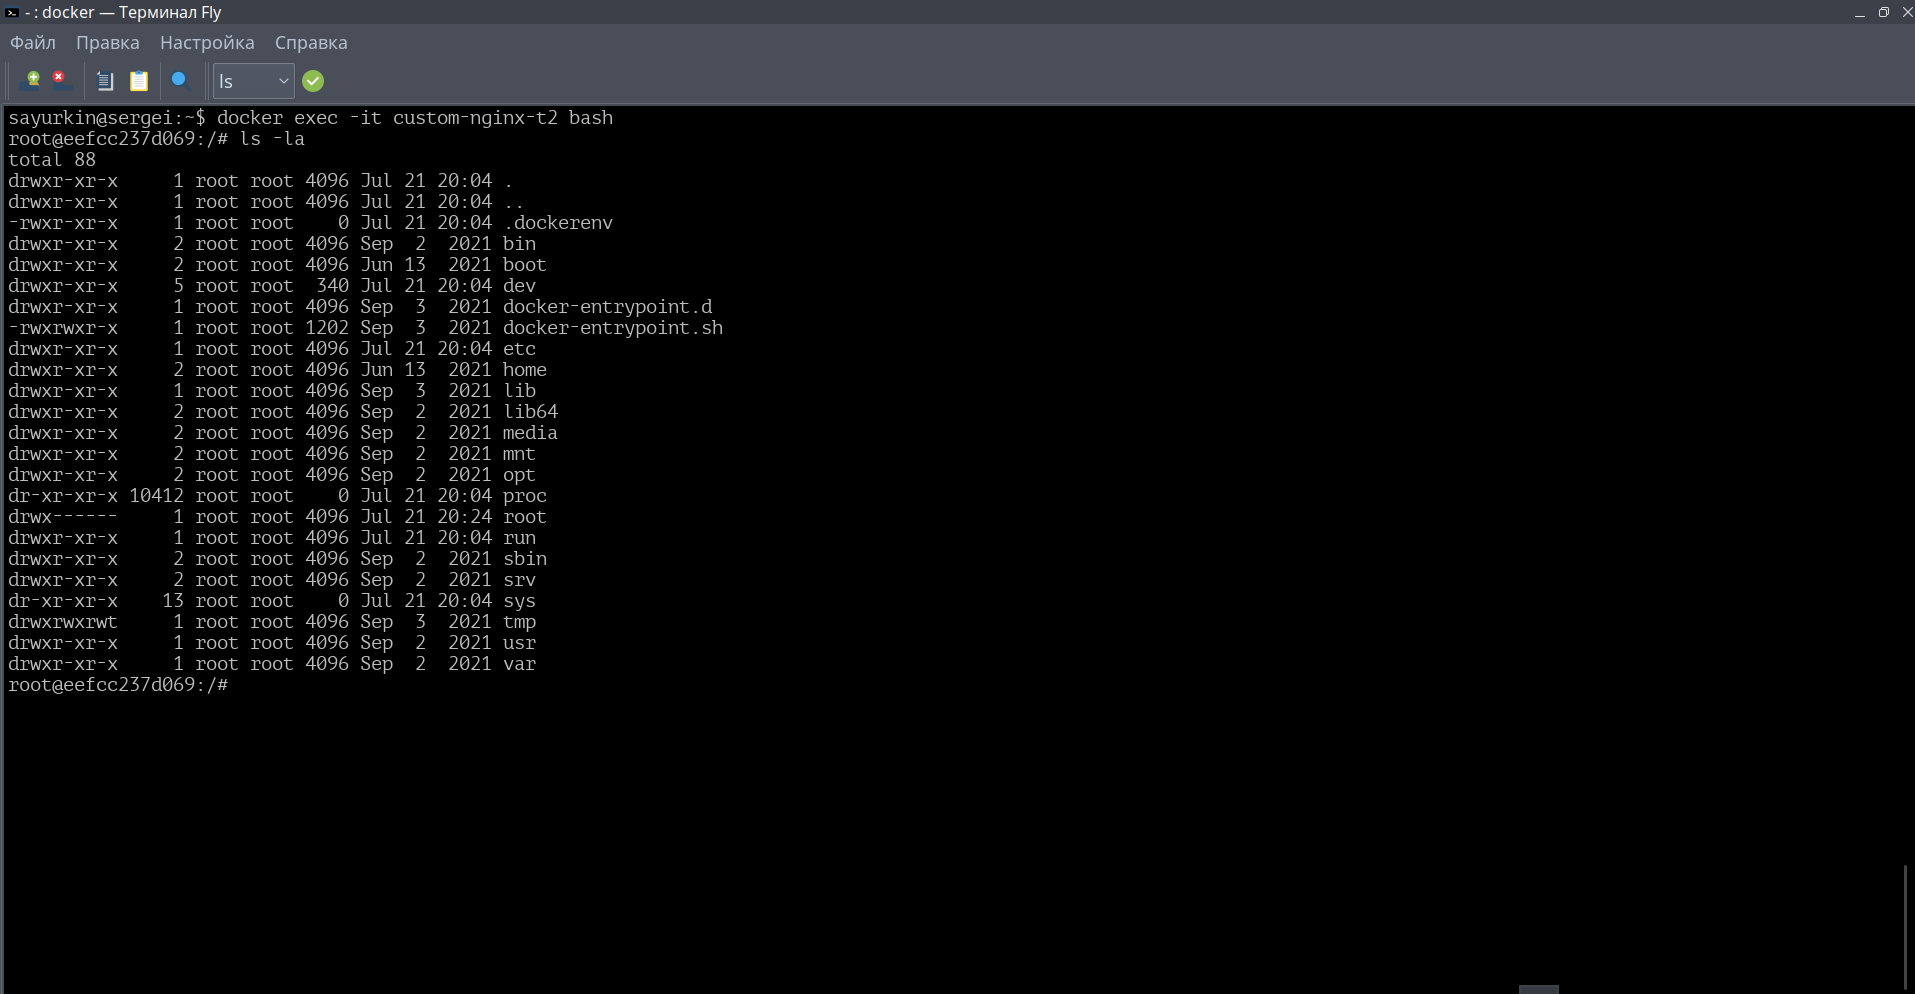 - : docker — Терминал Fly
Файл Правка Настройка Справка
ls
sayurkin@sergei:~$ docker exec -it custom-nginx-t2 bash
root@eefcc237d069:/# ls -la
total 88
drwxr-xr-x     1 root root 4096 Jul 21 20:04 .
drwxr-xr-x     1 root root 4096 Jul 21 20:04 ..
-rwxr-xr-x     1 root root    0 Jul 21 20:04 .dockerenv
drwxr-xr-x     2 root root 4096 Sep  2  2021 bin
drwxr-xr-x     2 root root 4096 Jun 13  2021 boot
drwxr-xr-x     5 root root  340 Jul 21 20:04 dev
drwxr-xr-x     1 root root 4096 Sep  3  2021 docker-entrypoint.d
-rwxrwxr-x     1 root root 1202 Sep  3  2021 docker-entrypoint.sh
drwxr-xr-x     1 root root 4096 Jul 21 20:04 etc
drwxr-xr-x     2 root root 4096 Jun 13  2021 home
drwxr-xr-x     1 root root 4096 Sep  3  2021 lib
drwxr-xr-x     2 root root 4096 Sep  2  2021 lib64
drwxr-xr-x     2 root root 4096 Sep  2  2021 media
drwxr-xr-x     2 root root 4096 Sep  2  2021 mnt
drwxr-xr-x     2 root root 4096 Sep  2  2021 opt
dr-xr-xr-x 10412 root root    0 Jul 21 20:04 proc
drwx------     1 root root 4096 Jul 21 20:24 root
drwxr-xr-x     1 root root 4096 Jul 21 20:04 run
drwxr-xr-x     2 root root 4096 Sep  2  2021 sbin
drwxr-xr-x     2 root root 4096 Sep  2  2021 srv
dr-xr-xr-x    13 root root    0 Jul 21 20:04 sys
drwxrwxrwt     1 root root 4096 Sep  3  2021 tmp
drwxr-xr-x     1 root root 4096 Sep  2  2021 usr
drwxr-xr-x     1 root root 4096 Sep  2  2021 var
root@eefcc237d069:/#